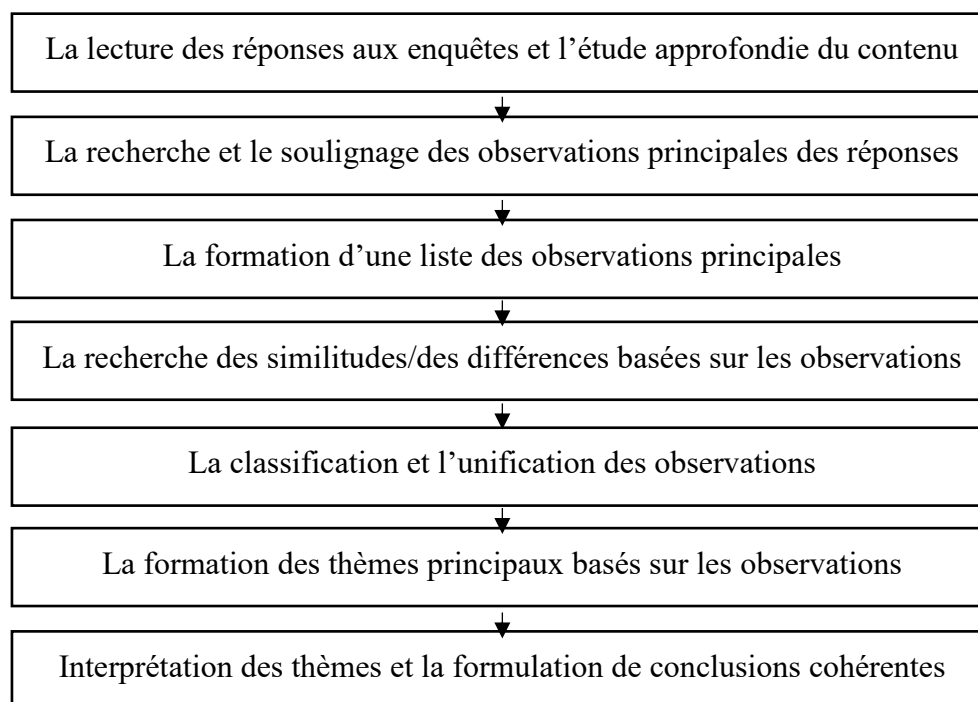 La lecture des réponses aux enquêtes et l’étude approfondie du contenu
La recherche et le soulignage des observations principales des réponses
La formation d’une liste des observations principales
La recherche des similitudes/des différences basées sur les observations
La classification et l’unification des observations
La formation des thèmes principaux basés sur les observations
Interprétation des thèmes et la formulation de conclusions cohérentes